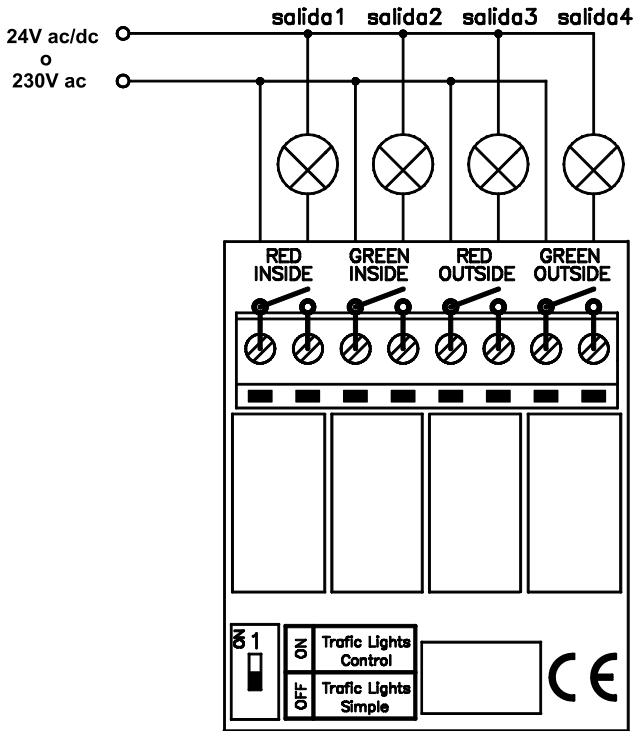 salida1 salida2 salida3 salida4
24V ac/dc
o
230V ac
RED INSIDE
GREEN INSIDE
RED OUTSIDE
GREEN OUTSIDE
ON 1
ON Trafic Lights Control
OFF Trafic Lights Simple
CE